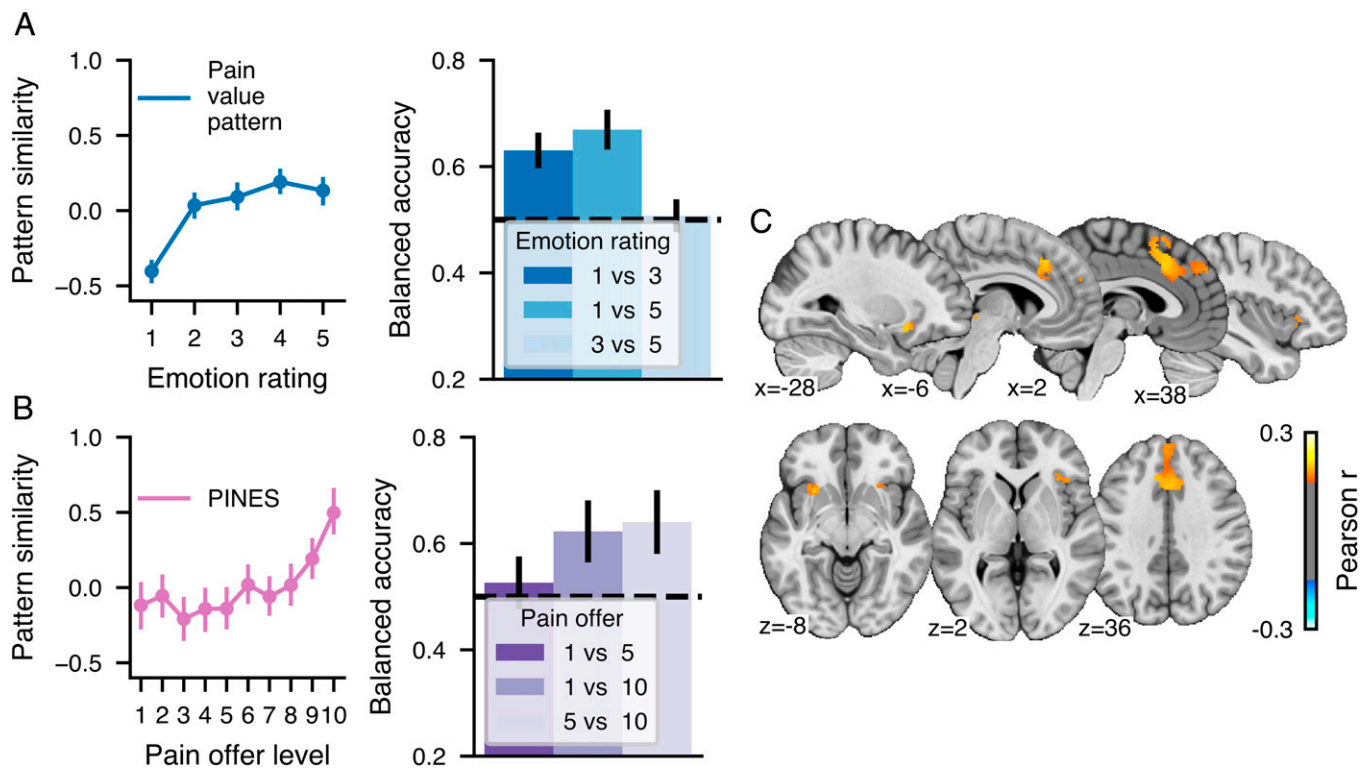 A
Pattern similarity
1.0
0.5
0.0
−0.5
Pain
value
pattern
1 2 3 4 5
Emotion rating
Balanced accuracy
0.8
0.6
0.4
0.2
Emotion rating
1 vs 3
1 vs 5
3 vs 5
B
Pattern similarity
1.0
0.5
0.0
−0.5
PINES
1 2 3 4 5 6 7 8 9 10
Pain offer level
Balanced accuracy
0.8
0.6
0.4
0.2
Pain offer
1 vs 5
1 vs 10
5 vs 10
C
x=-28 x=-6 x=2 x=38
z=-8 z=2 z=36
0.3
-0.3
Pearson r